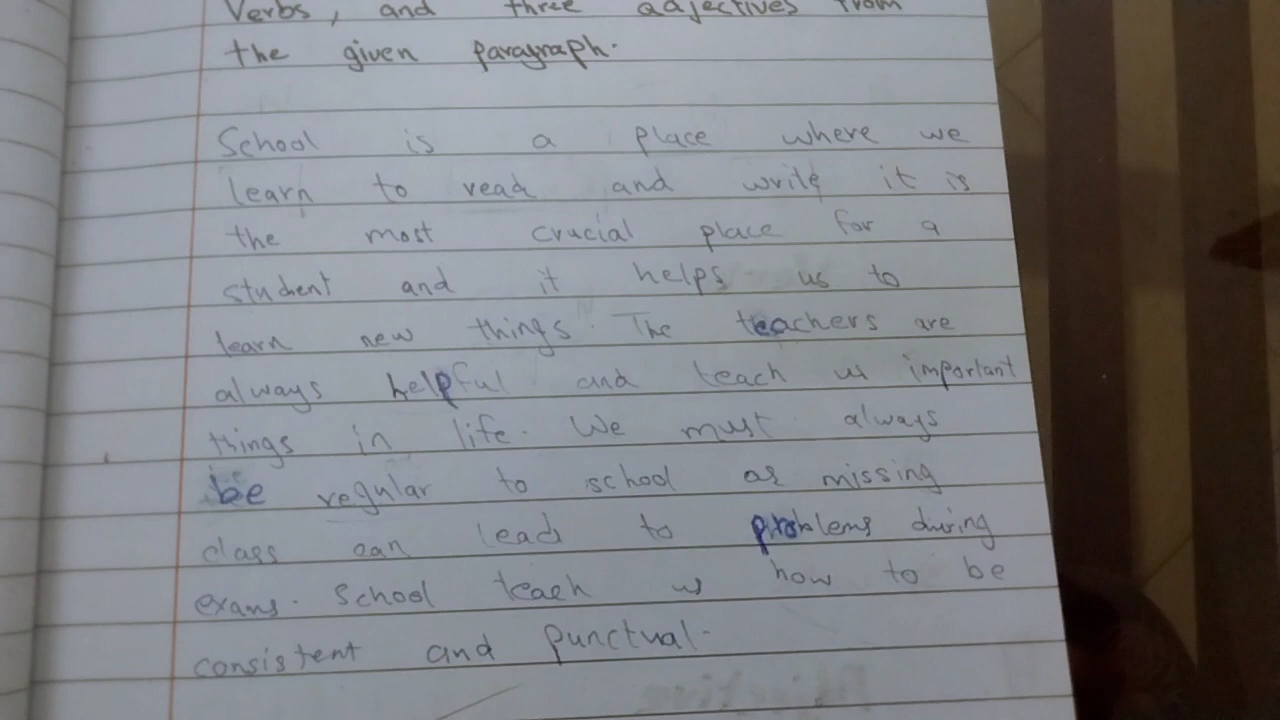 Verbs, and three adjectives from
the given paragraph.
School is a place where we
learn to read and write it is
the most crucial place for a
student and it helps us to
learn new things. The teachers are
always helpful and teach us important
things in life. We must always
be regular to school as missing
class can lead to problems during
exams. School teach us how to be
consistent and punctual.